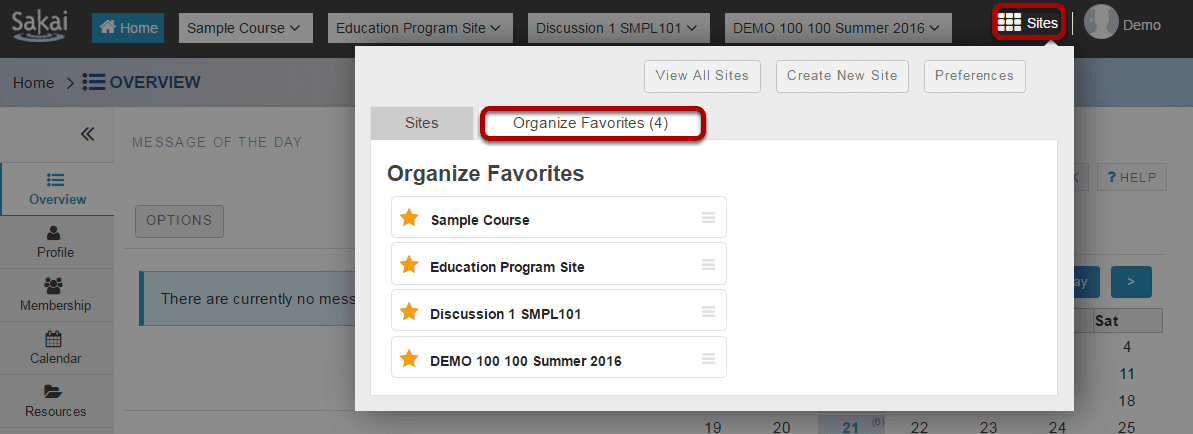 Sakai
Home
Sample Course
Education Program Site
Discussion 1 SMPL101
DEMO 100 100 Summer 2016
Sites
Demo
Home > OVERVIEW
View All Sites
Create New Site
Preferences
Sites
Organize Favorites (4)
MESSAGE OF THE DAY
Organize Favorites
? HELP
Overview
OPTIONS
Sample Course
Profile
Education Program Site
Membership
There are currently no mess
>
Discussion 1 SMPL101
Sat
Calendar
DEMO 100 100 Summer 2016
4
11
Resources
18
19 20 21 (6) 22 23 24 25